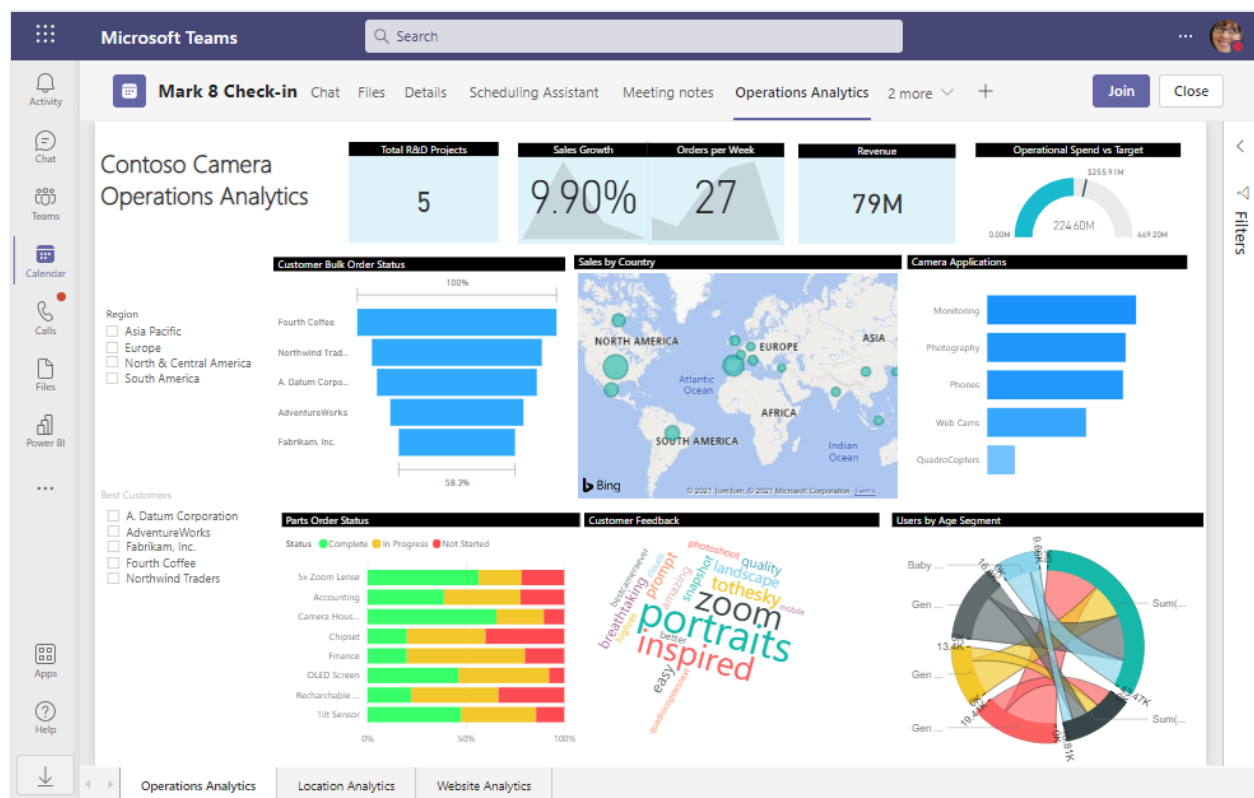 Microsoft Teams
Search
Activity
Chat
Teams
Calendar
Calls
Files
Power BI
Apps
Help
Mark 8 Check-in
Chat
Files
Details
Scheduling Assistant
Meeting notes
Operations Analytics
2 more
Join
Close
Filters
Contoso Camera
Operations Analytics
Total R&D Projects
5
Sales Growth
9.90%
Orders per Week
27
Revenue
79M
Operational Spend vs Target
$255.91M
224.60M
0.00M
449.20M
Region
Asia Pacific
Europe
North & Central America
South America
Best Customers
A. Datum Corporation
AdventureWorks
Fabrikam, Inc.
Fourth Coffee
Northwind Traders
Customer Bulk Order Status
100%
Fourth Coffee
Northwind Trad...
A. Datum Corpo...
AdventureWorks
Fabrikam, Inc.
58.3%
Sales by Country
NORTH AMERICA
EUROPE
ASIA
Atlantic
Ocean
AFRICA
SOUTH AMERICA
Indian
Ocean
Bing
© 2021 TomTom, © 2021 Microsoft Corporation Terms
Camera Applications
Monitoring
Photography
Phones
Web Cams
QuadroCopters
Parts Order Status
Status Complete In Progress Not Started
5x Zoom Lense
Accounting
Camera Hous...
Chipset
Finance
OLED Screen
Recharchable ...
Tilt Sensor
0%
50%
100%
Customer Feedback
photoshoot
quality
landscape
snapshot
tothesky
mobile
clouds
prompt
amazing
bestcameraever
breathtaking
highres
zoom
portraits
better
inspired
easy
quadrocoptersnext
Users by Age Segment
Baby ...
Gen ...
Gen ...
Gen ...
Sum(...
Sum(...
13.4K
19.41K
Operations Analytics
Location Analytics
Website Analytics